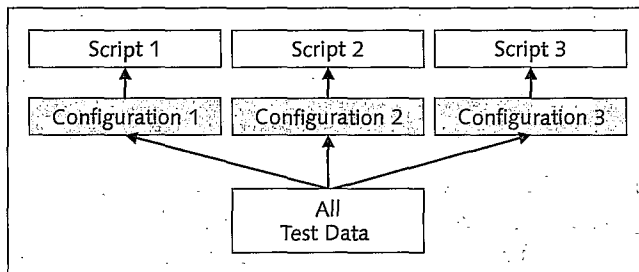 Script 1
Script 2
Script 3
Configuration 1
Configuration 2
Configuration 3
All
Test Data